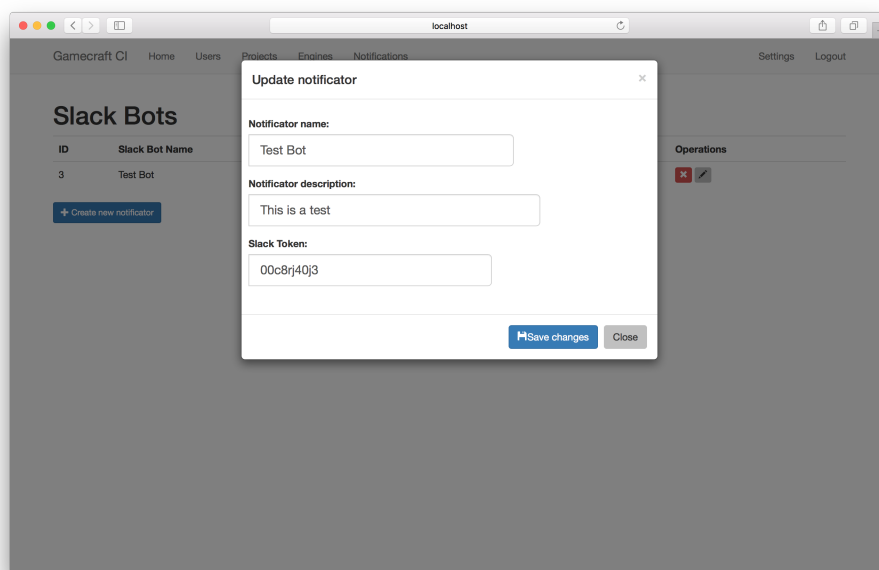 localhost
Gamecraft CI Home Users Projects Engines Notifications Settings Logout
Update notificator ×
Slack Bots
ID Slack Bot Name Operations
3 Test Bot
Create new notificator
Notificator name:
Test Bot
Notificator description:
This is a test
Slack Token:
00c8rj40j3
Save changes Close